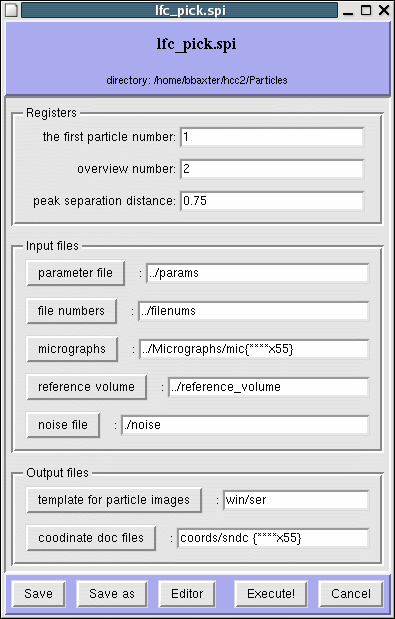 lfc_pick.spi
lfc_pick.spi
directory: /home/bbaxter/hcc2/Particles
Registers
the first particle number: 1
overview number: 2
peak separation distance: 0.75
Input files
parameter file : ../params
file numbers : ../filenums
micrographs : ../Micrographs/mic{****x55}
reference volume : ../reference_volume
noise file : ./noise
Output files
template for particle images : win/ser
coodinate doc files : coords/sndc {****x55}
Save Save as Editor Execute! Cancel